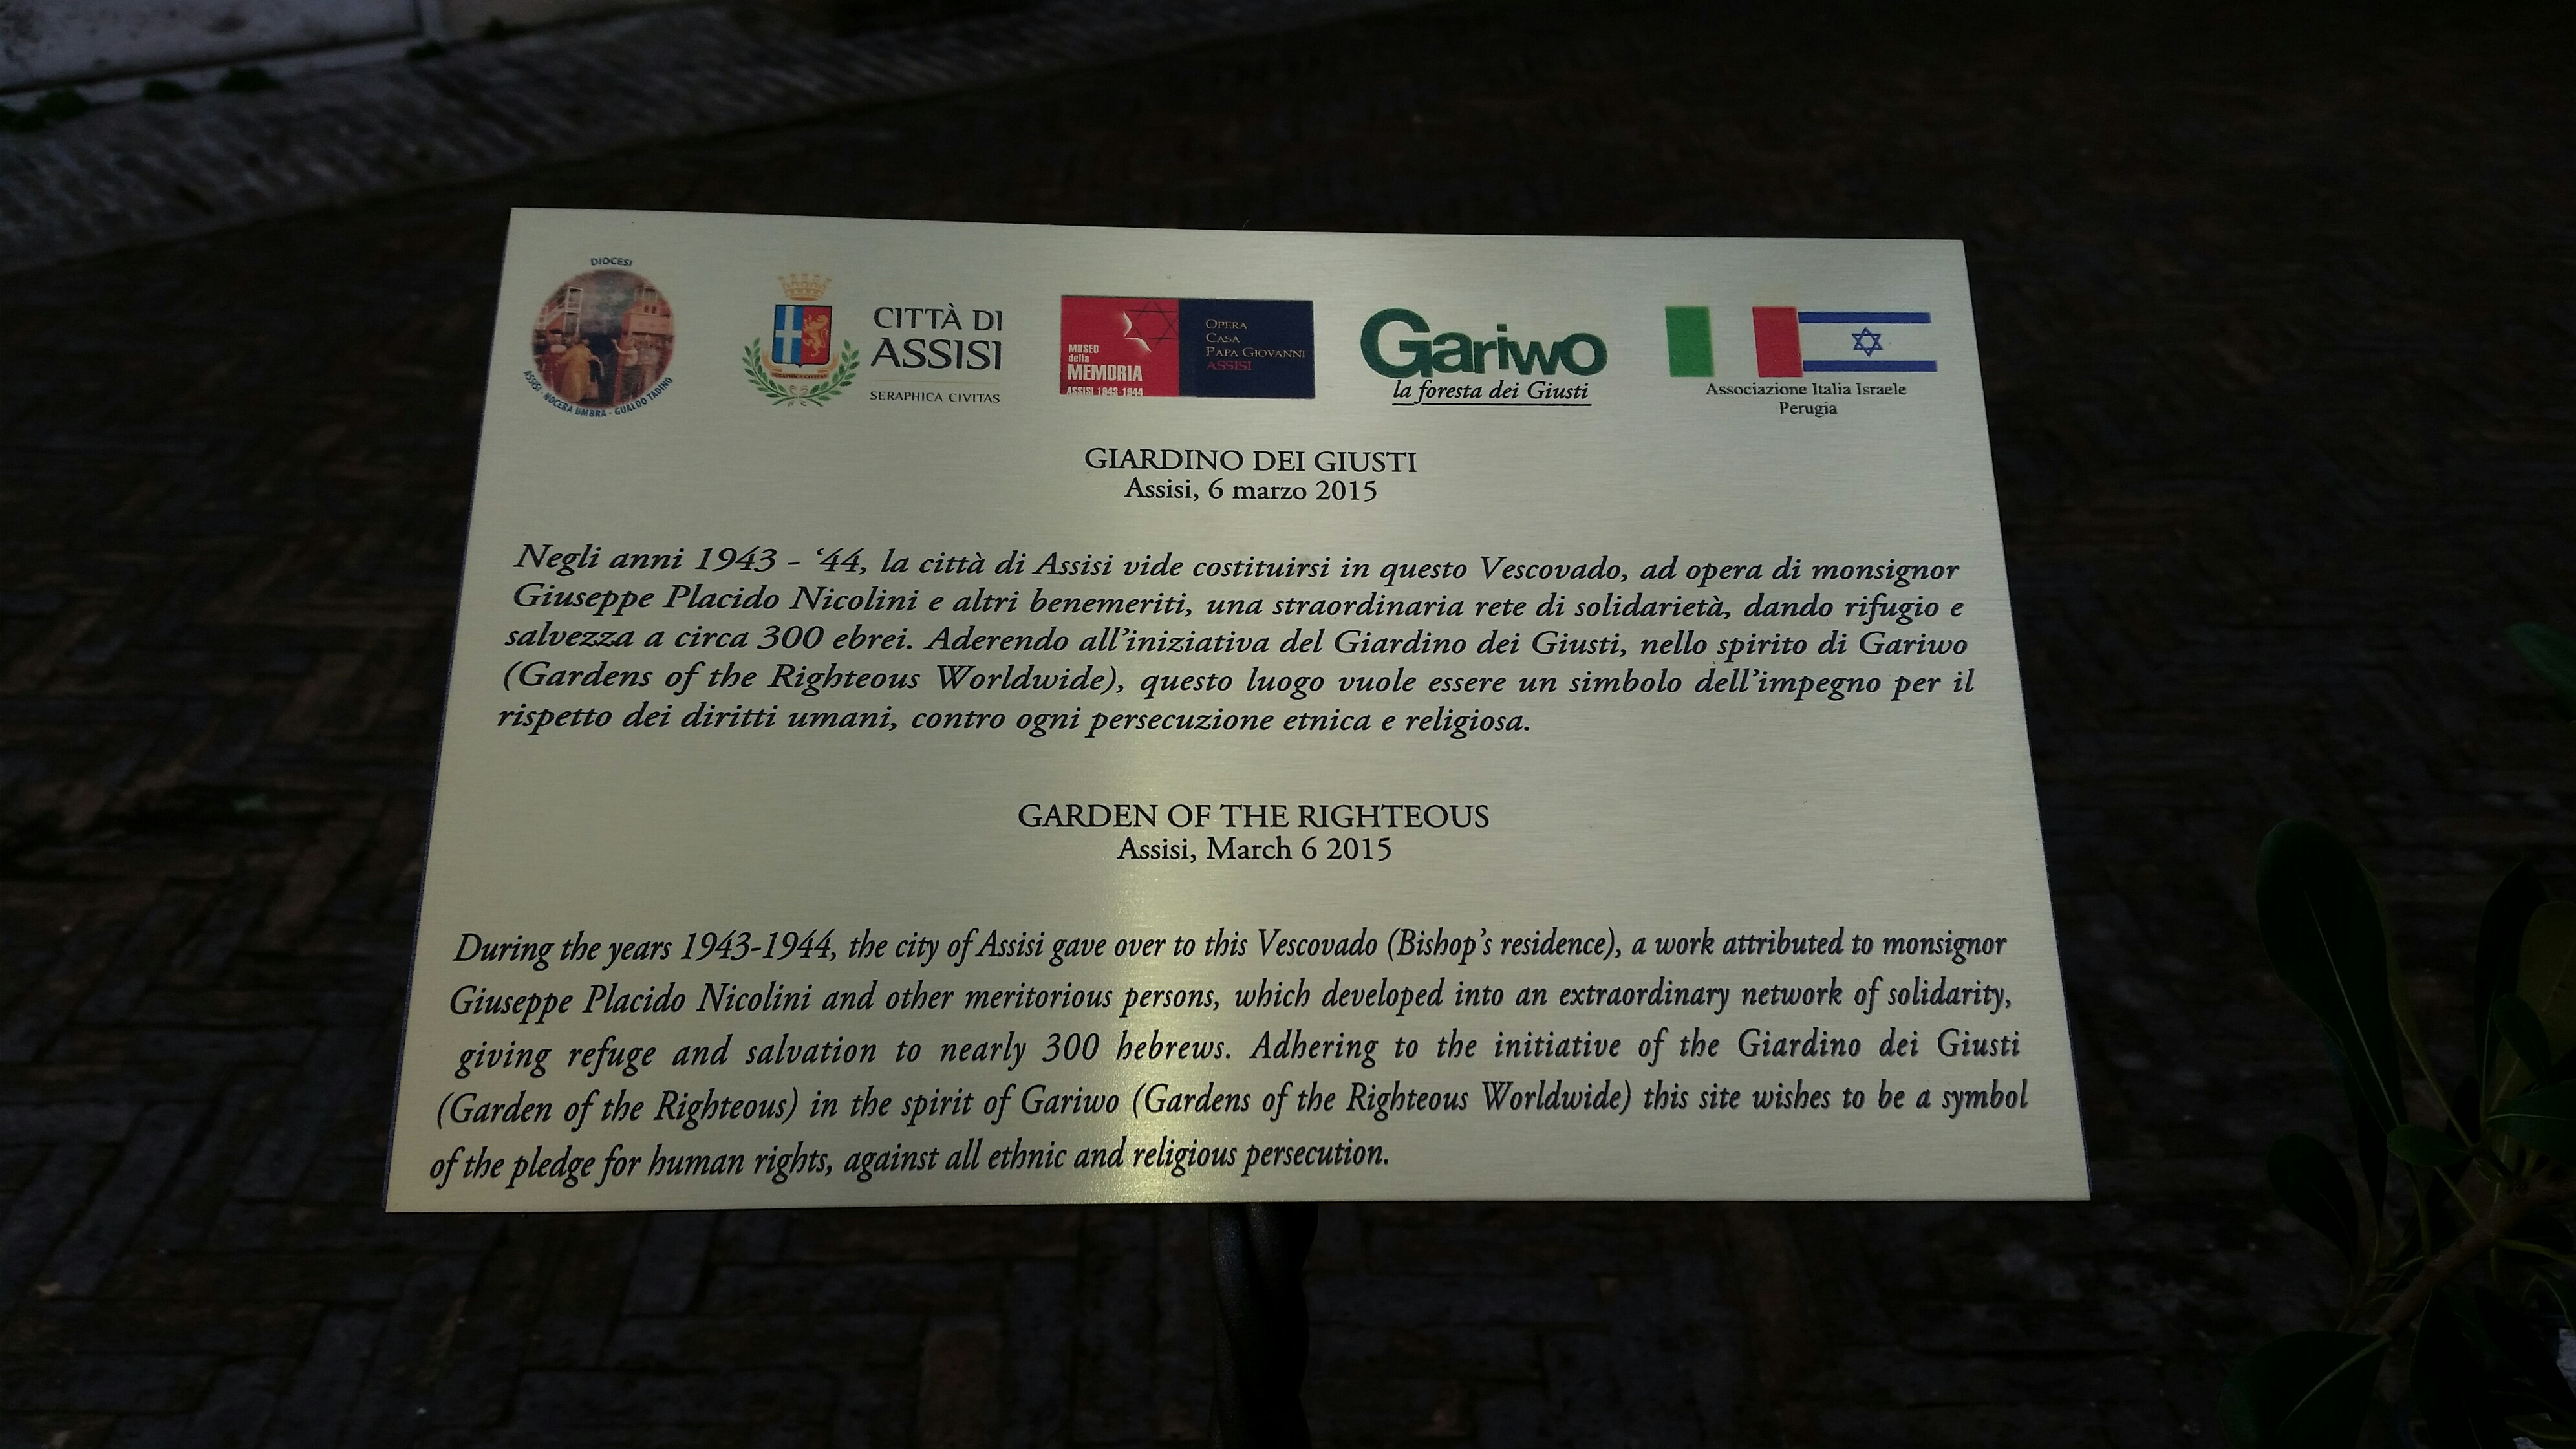 DIOCESI
ASSISI - NOCERA UMBRA - GUALDO TADINO
CITTÀ DI
ASSISI
SERAPHICA CIVITAS
MUSEO
della
MEMORIA
ASSISI 1943-1944
OPERA
CASA
PAPA GIOVANNI
ASSISI
Gariwo
la foresta dei Giusti
Associazione Italia Israele
Perugia
GIARDINO DEI GIUSTI
Assisi, 6 marzo 2015
Negli anni 1943 - ‘44, la città di Assisi vide costituirsi in questo Vescovado, ad opera di monsignor
Giuseppe Placido Nicolini e altri benemeriti, una straordinaria rete di solidarietà, dando rifugio e
salvezza a circa 300 ebrei. Aderendo all’iniziativa del Giardino dei Giusti, nello spirito di Gariwo
(Gardens of the Righteous Worldwide), questo luogo vuole essere un simbolo dell’impegno per il
rispetto dei diritti umani, contro ogni persecuzione etnica e religiosa.
GARDEN OF THE RIGHTEOUS
Assisi, March 6 2015
During the years 1943-1944, the city of Assisi gave over to this Vescovado (Bishop’s residence), a work attributed to monsignor
Giuseppe Placido Nicolini and other meritorious persons, which developed into an extraordinary network of solidarity,
giving refuge and salvation to nearly 300 hebrews. Adhering to the initiative of the Giardino dei Giusti
(Garden of the Righteous) in the spirit of Gariwo (Gardens of the Righteous Worldwide) this site wishes to be a symbol
of the pledge for human rights, against all ethnic and religious persecution.